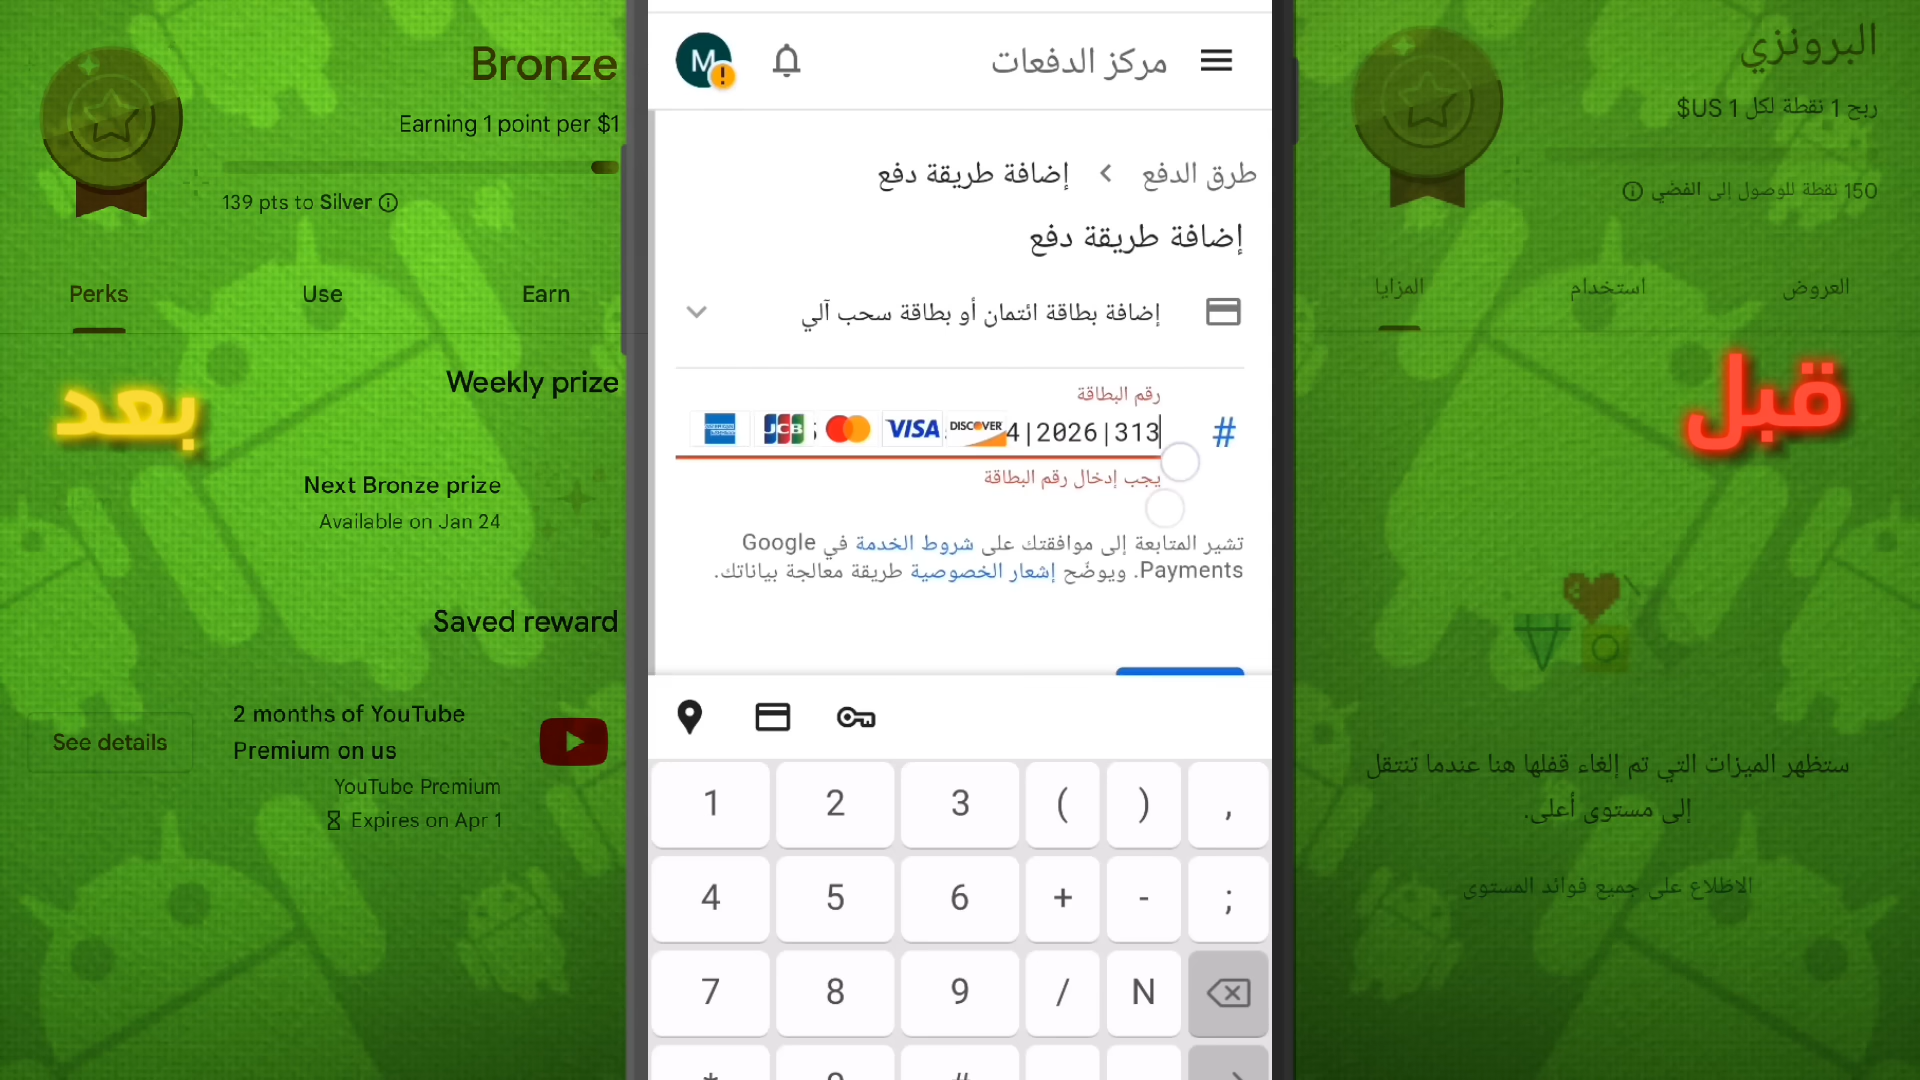 Bronze
Earning 1 point per $1
139 pts to Silver
Perks
Use
Earn
Weekly prize
بعد
Next Bronze prize
Available on Jan 24
Saved reward
2 months of YouTube
Premium on us
See details
YouTube Premium
Expires on Apr 1
M
!
مركز الدفعات
طرق الدفع
إضافة طريقة دفع
إضافة طريقة دفع
إضافة بطاقة ائتمان أو بطاقة سحب آلي
رقم البطاقة
JCB
VISA
DISCOVER
4|2026|313
#
يجب إدخال رقم البطاقة
تشير المتابعة إلى موافقتك على شروط الخدمة في Google
Payments. ويوضّح إشعار الخصوصية طريقة معالجة بياناتك.
1 2 3 ( ) ,
4 5 6 + - ;
7 8 9 / N
البرونزي
ربح 1 نقطة لكل 1 US$
150 نقطة للوصول إلى الفضي
المزايا
استخدام
العروض
قبل
ستظهر الميزات التي تم إلغاء قفلها هنا عندما تنتقل
إلى مستوى أعلى.
الاطّلاع على جميع فوائد المستوى